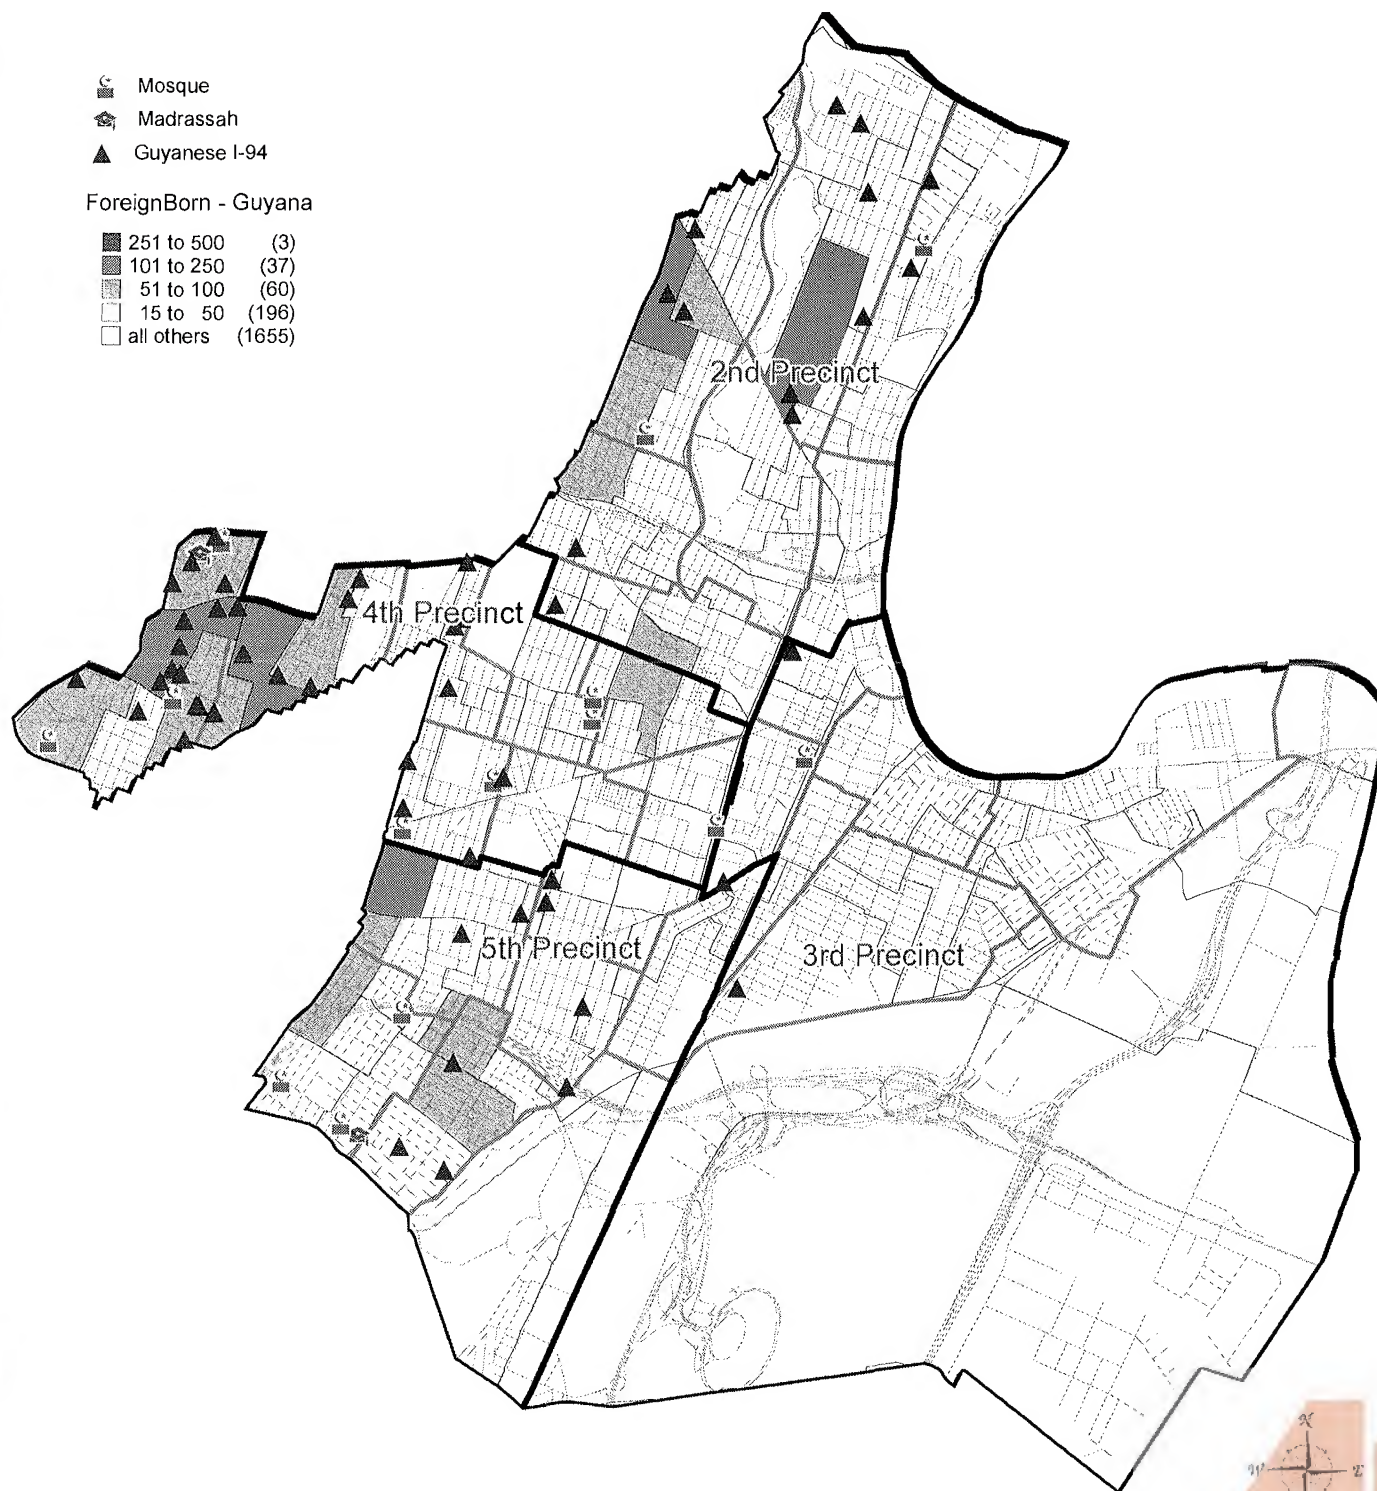 Mosque
Madrassah
Guyanese I-94
ForeignBorn - Guyana
251 to 500 (3)
101 to 250 (37)
51 to 100 (60)
15 to 50 (196)
all others (1655)
2nd Precinct
4th Precinct
5th Precinct
3rd Precinct
N
W
E